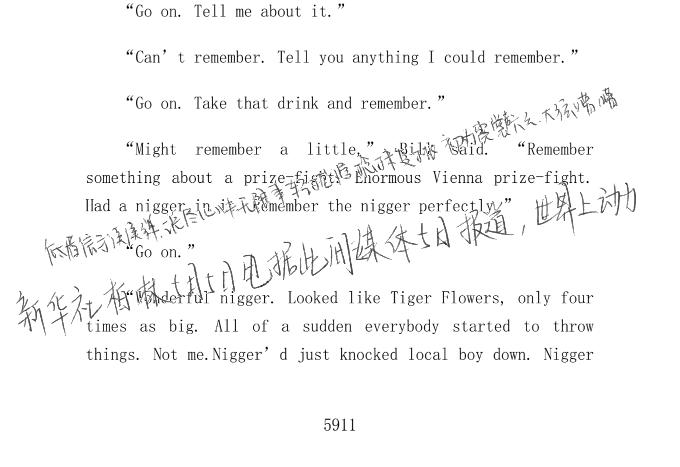 “Go on. Tell me about it.”
“Can’t remember. Tell you anything I could remember.”
“Go on. Take that drink and remember.”
“Might remember a little,” Bill said. “Remember
something about a prize-fight. Enormous Vienna prize-fight.
Had a nigger in it. Remember the nigger perfectly.”
“Go on.”
新华社柏林5月5日电据此间媒体5日报道，世界上动力
“Wonderful nigger. Looked like Tiger Flowers, only four
times as big. All of a sudden everybody started to throw
things. Not me.Nigger’d just knocked local boy down. Nigger
5911